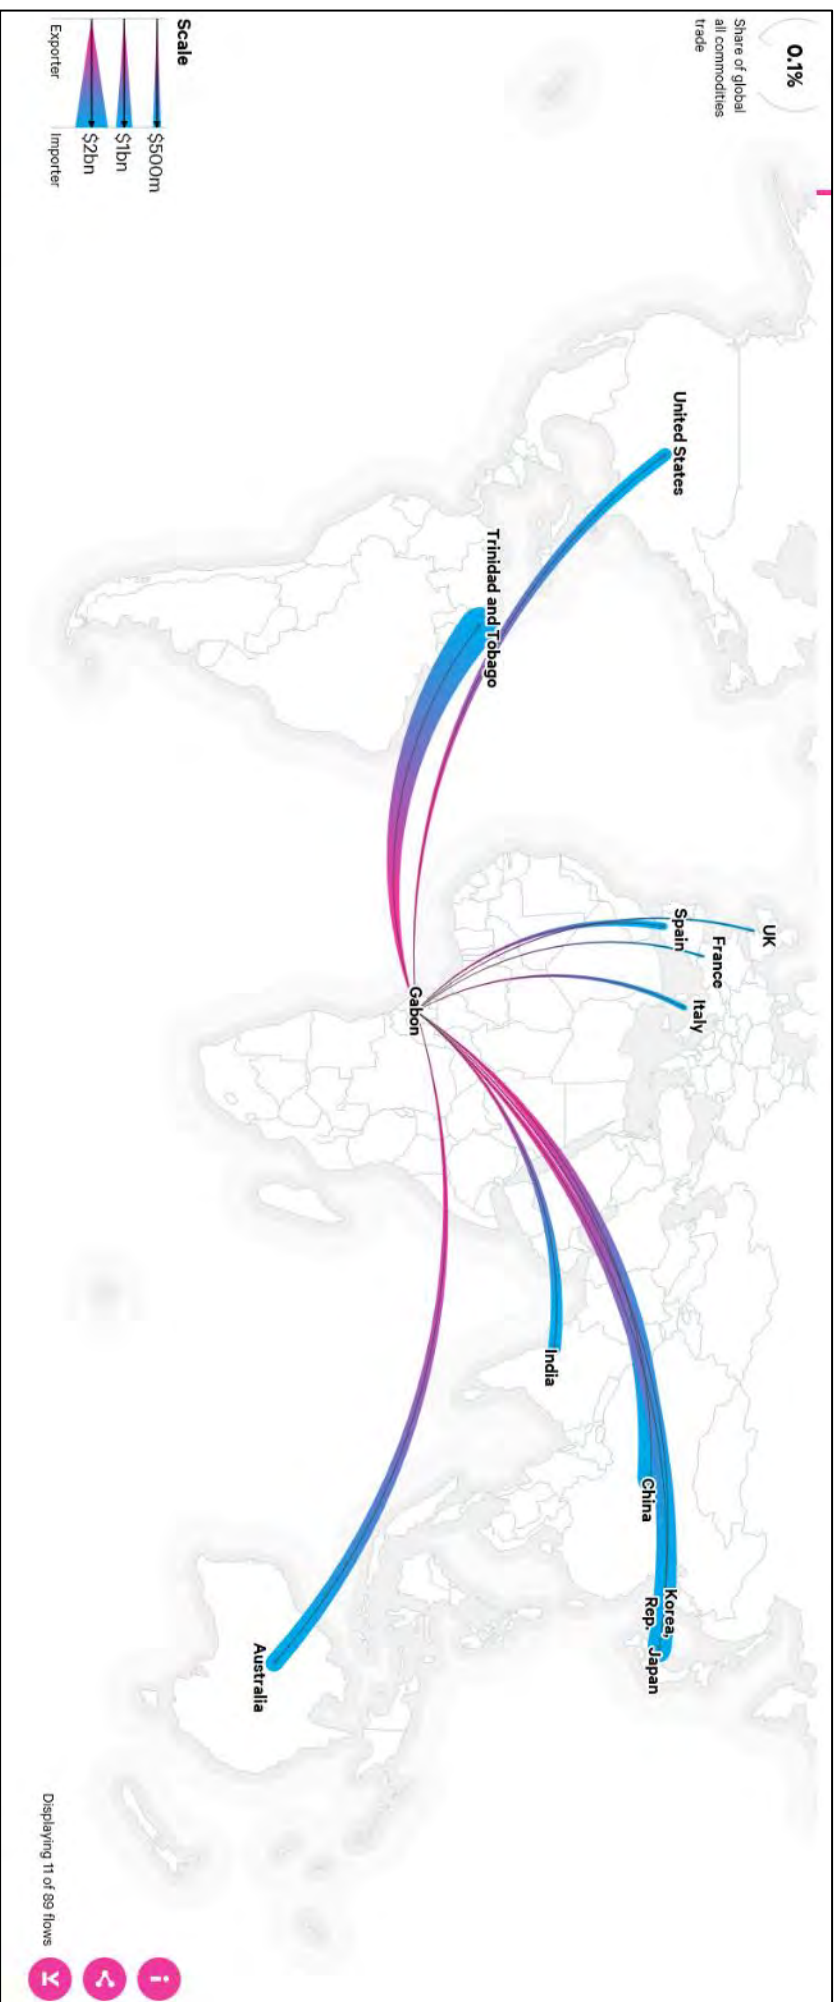 0.1%
Share of global
all commodities
trade
United States
Trinidad and Tobago
UK
Spain
France
Italy
Gabon
India
China
Korea,
Rep.
Japan
Australia
Scale
$500m
$1bn
$2bn
Exporter
Importer
Displaying 11 of 89 flows
i